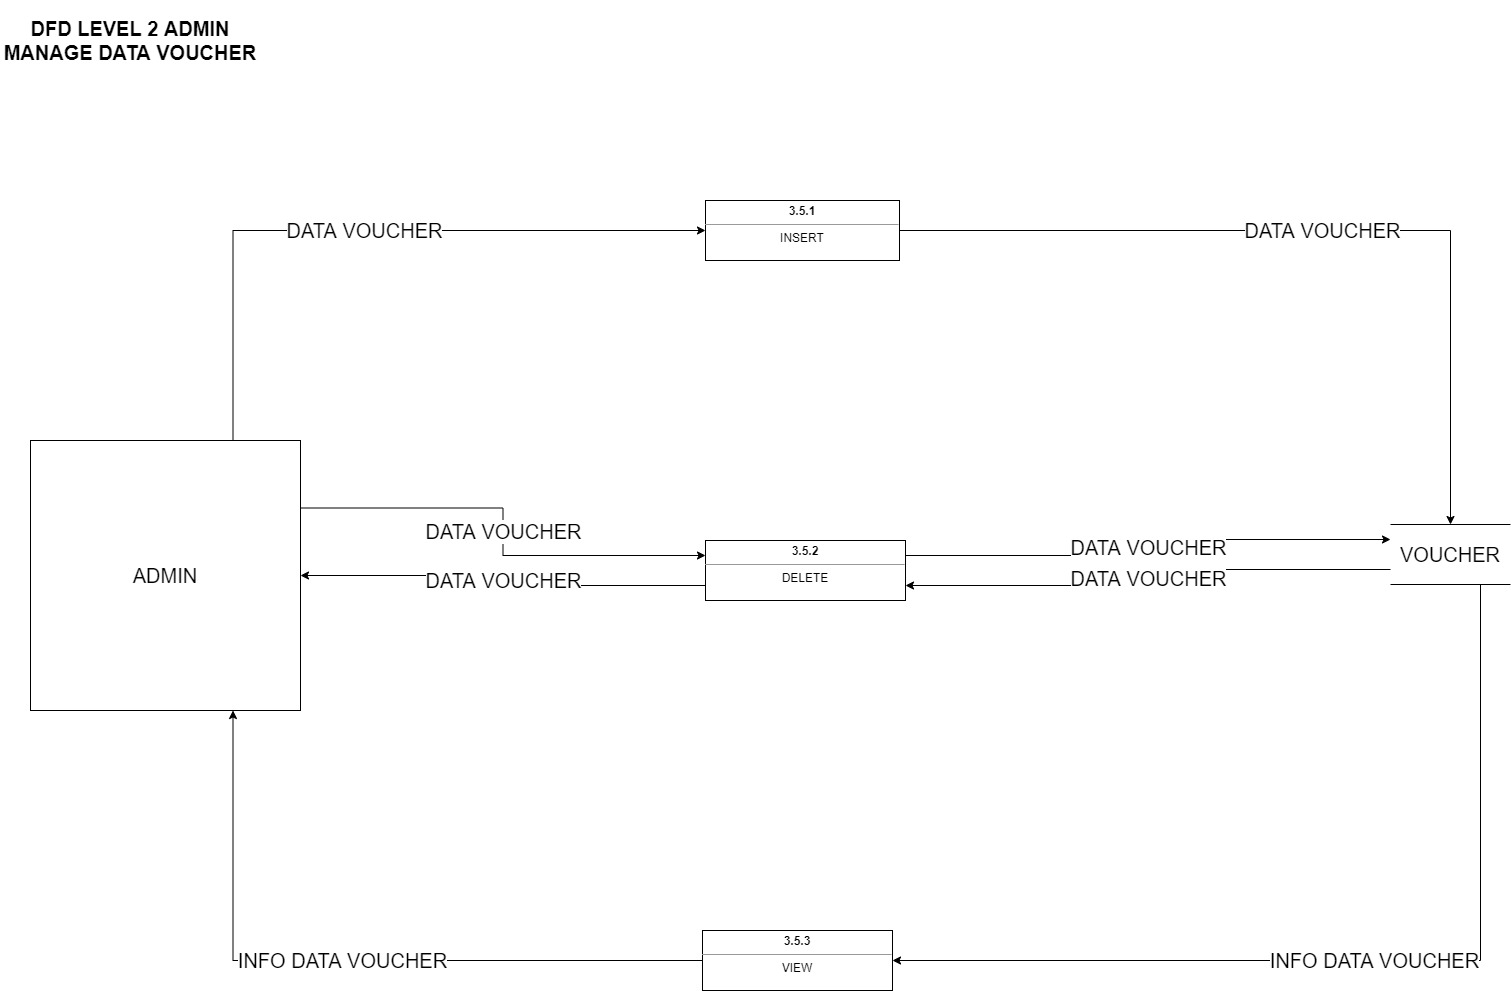 DFD LEVEL 2 ADMIN
MANAGE DATA VOUCHER
3.5.1
INSERT
DATA VOUCHER
DATA VOUCHER
DATA VOUCHER
3.5.2
DELETE
DATA VOUCHER
DATA VOUCHER
DATA VOUCHER
ADMIN
VOUCHER
3.5.3
VIEW
INFO DATA VOUCHER
INFO DATA VOUCHER